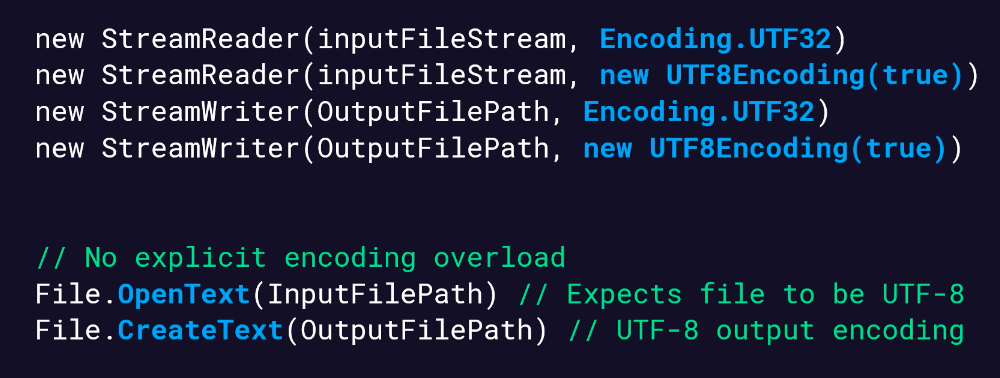 new StreamReader(inputFileStream, Encoding.UTF32)
new StreamReader(inputFileStream, new UTF8Encoding(true))
new StreamWriter(OutputFilePath, Encoding.UTF32)
new StreamWriter(OutputFilePath, new UTF8Encoding(true))
// No explicit encoding overload
File.OpenText(InputFilePath) // Expects file to be UTF-8
File.CreateText(OutputFilePath) // UTF-8 output encoding